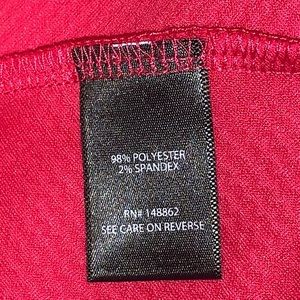 98% POLYESTER
2% SPANDEX
RN# 148862
SEE CARE ON REVERSE